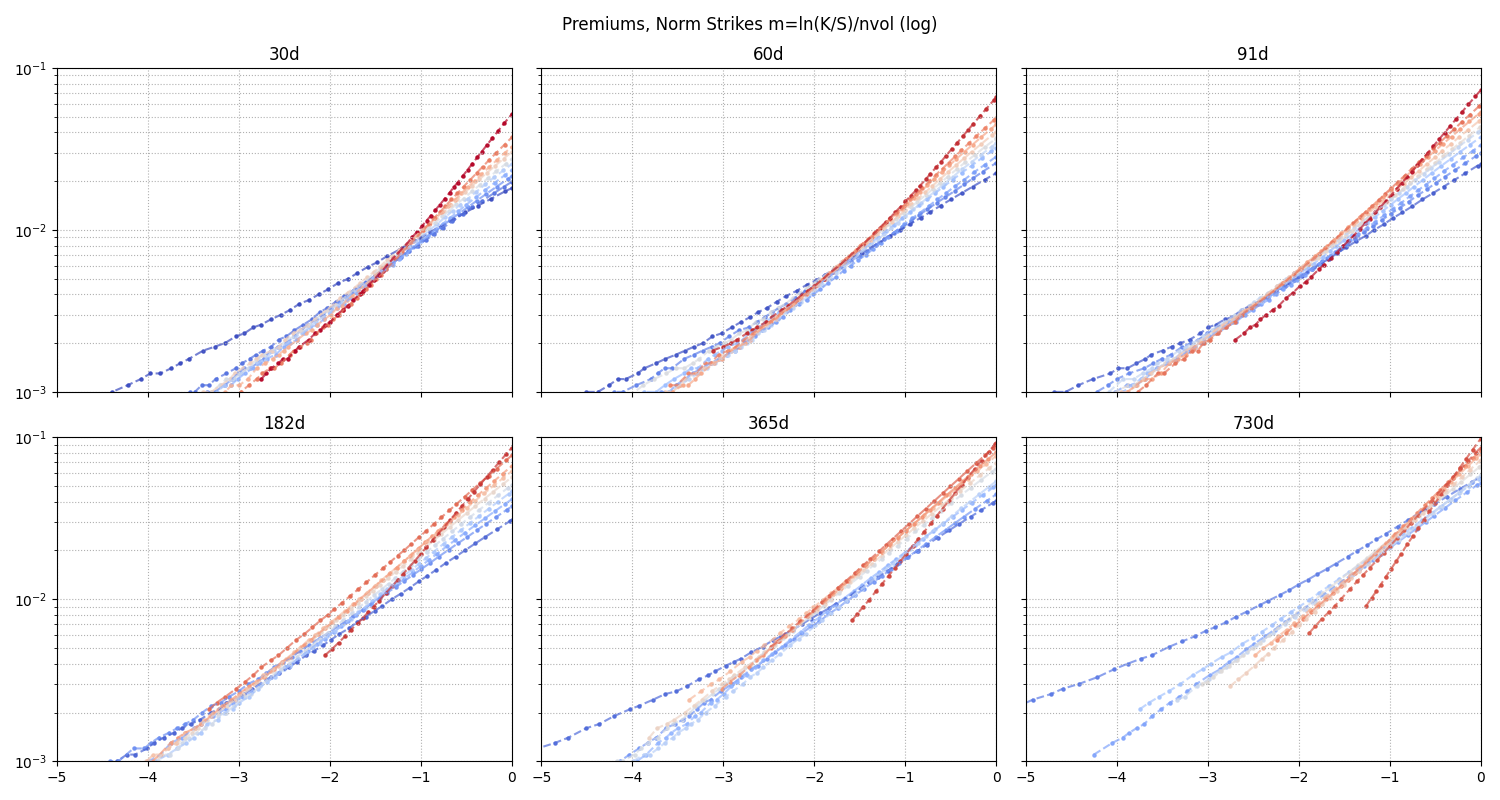 Premiums, Norm Strikes m=ln(K/S)/nvol (log)
30d
60d
91d
10⁻¹
10⁻²
10⁻³
182d
365d
730d
10⁻¹
10⁻²
10⁻³
−5 −4 −3 −2 −1 0
−5 −4 −3 −2 −1 0
−5 −4 −3 −2 −1 0